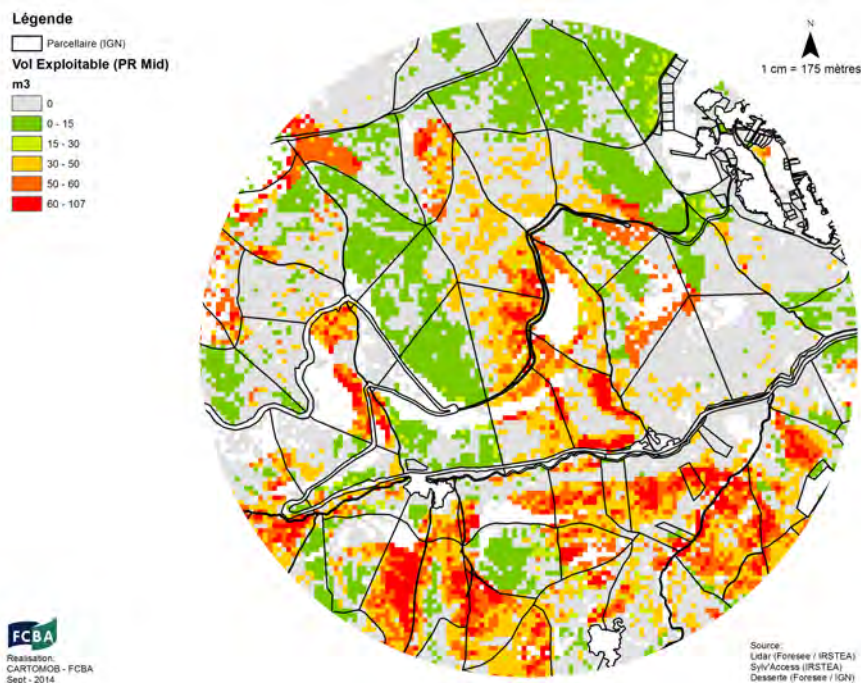 Légende
Parcellaire (IGN)
Vol Exploitable (PR Mid)
m3
0
0 - 15
15 - 30
30 - 50
50 - 60
60 - 107
N
1 cm = 175 mètres
FCBA
Realisation:
CARTOMOB - FCBA
Sept - 2014
Source:
Lidar (Foresee / IRSTEA)
Sylv'Access (IRSTEA)
Desserte (Foresee / IGN)